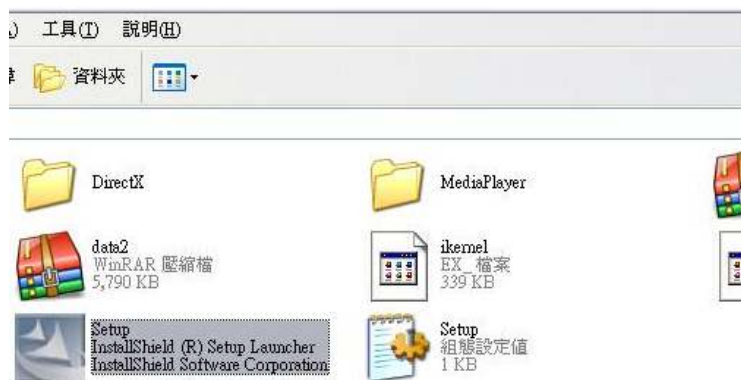 ) 工具(T) 說明(H)
資料夾
DirectX
MediaPlayer
data2
WinRAR 壓縮檔
5,790 KB
ikernel
EX_ 檔案
339 KB
Setup
InstallShield (R) Setup Launcher
InstallShield Software Corporation
Setup
組態設定值
1 KB